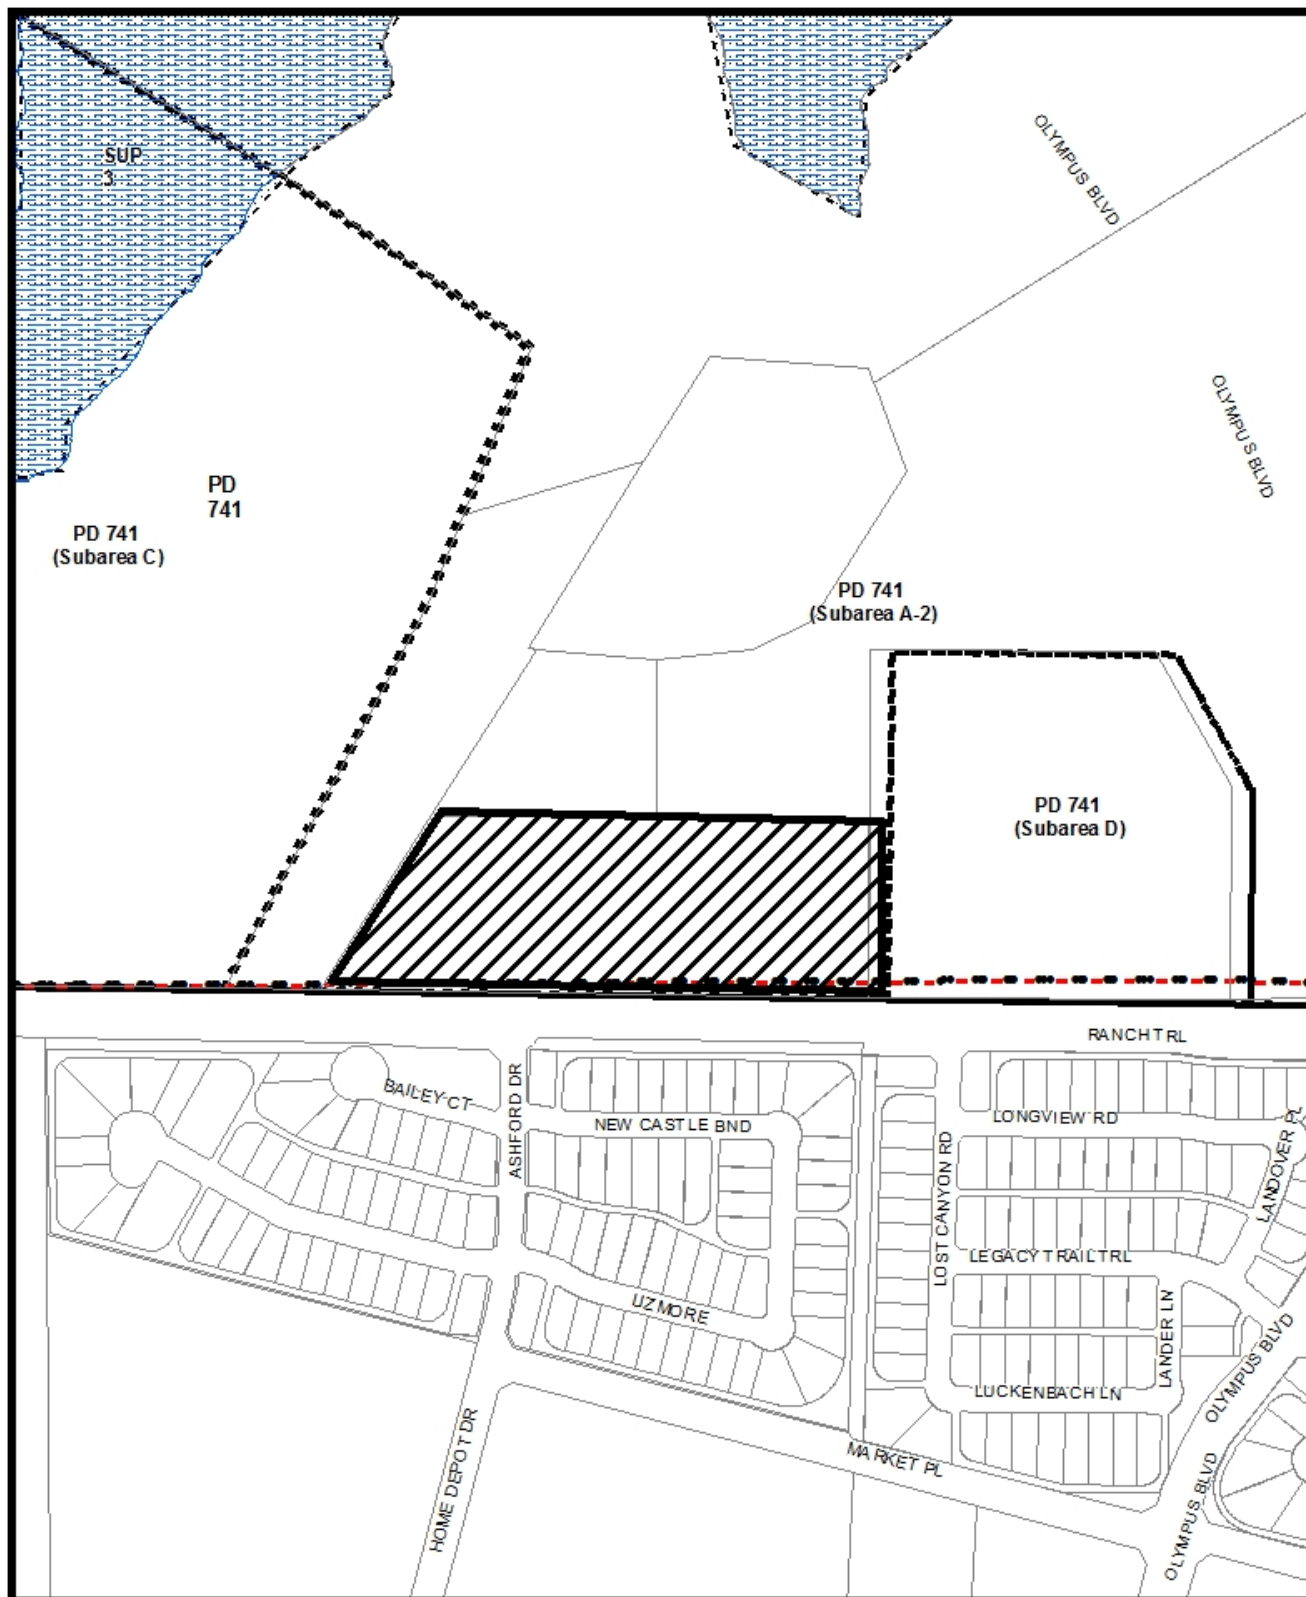 OLYMPUS BLVD
SUP
3
OLYMPUS BLVD
PD
741
PD 741
(Subarea C)
PD 741
(Subarea A-2)
PD 741
(Subarea D)
RANCH TRL
BAILEY CT
ASHFORD DR
NEW CASTLE BND
LONGVIEW RD
LANDOVER PL
LOST CANYON RD
LEGACY TRAIL TRL
UZMORE
LANDER LN
OLYMPUS BLVD
LUCKENBACH LN
HOME DEPOT DR
MARKET PL
OLYMPUS BLVD